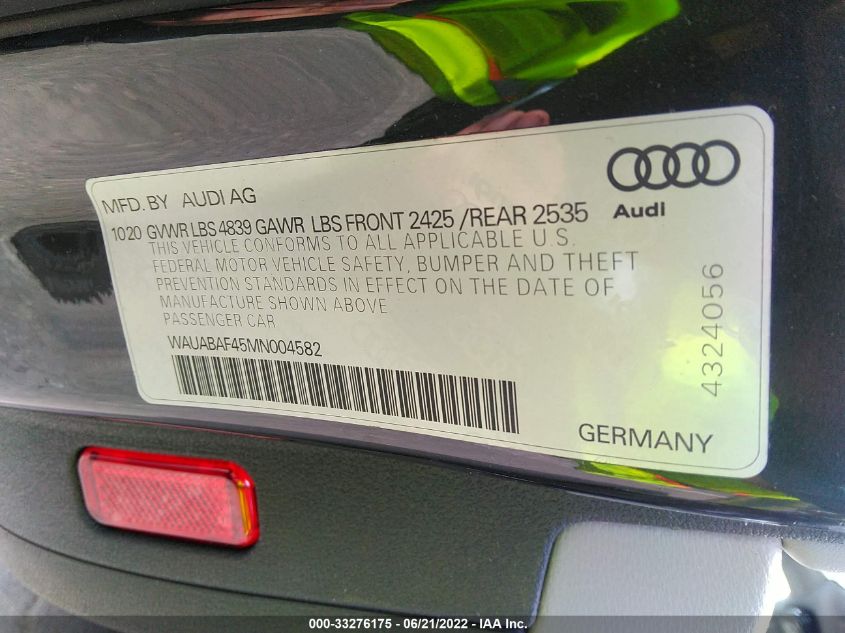 MFD. BY AUDI AG
Audi
1020 GVWR LBS 4839 GAWR LBS FRONT 2425 /REAR 2535
THIS VEHICLE CONFORMS TO ALL APPLICABLE U.S.
FEDERAL MOTOR VEHICLE SAFETY, BUMPER AND THEFT
PREVENTION STANDARDS IN EFFECT ON THE DATE OF
MANUFACTURE SHOWN ABOVE
PASSENGER CAR
WAUABAF45MN004582
4324056
GERMANY
000-33276175 - 06/21/2022 - IAA Inc.